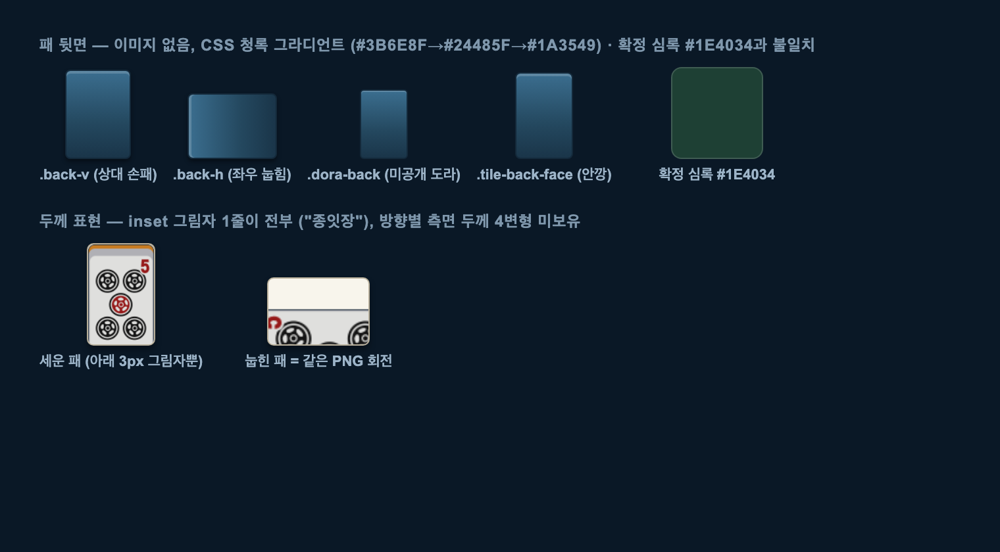 패 뒷면 — 이미지 없음, CSS 청록 그라디언트 (#3B6E8F→#24485F→#1A3549) · 확정 심록 #1E4034과 불일치
.back-v (상대 손패) .back-h (좌우 눕힘) .dora-back (미공개 도라) .tile-back-face (안깡) 확정 심록 #1E4034
두께 표현 — inset 그림자 1줄이 전부 ("종잇장"), 방향별 측면 두께 4변형 미보유
5
세운 패 (아래 3px 그림자뿐) 눕힌 패 = 같은 PNG 회전